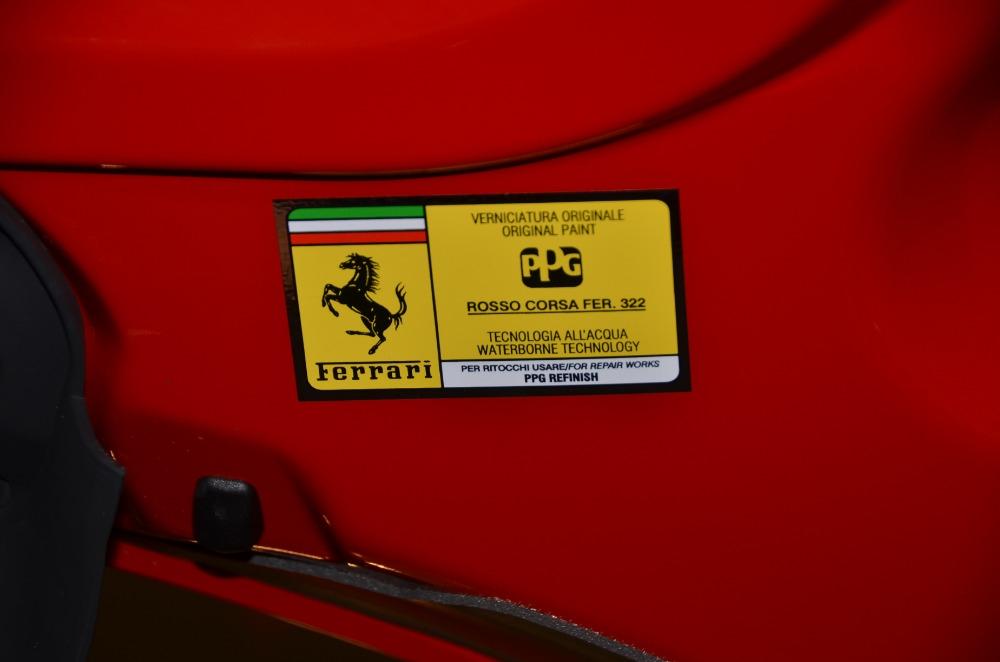 VERNICIATURA ORIGINALE
ORIGINAL PAINT
PPG
ROSSO CORSA FER. 322
TECNOLOGIA ALL'ACQUA
WATERBORNE TECHNOLOGY
PER RITOCCHI USARE/FOR REPAIR WORKS
PPG REFINISH
Ferrari